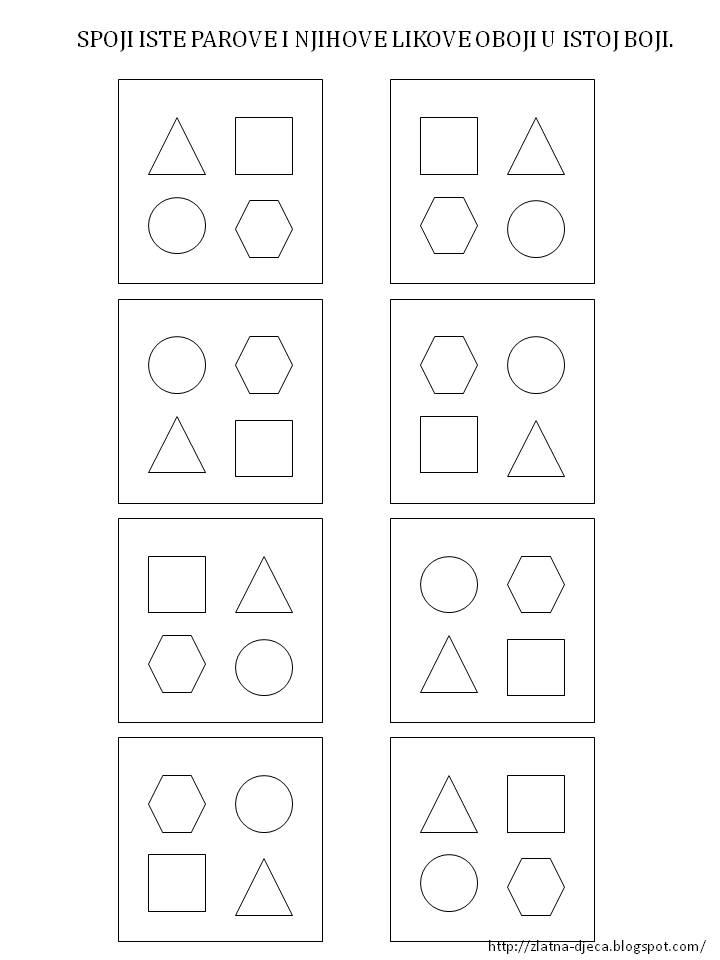 SPOJI ISTE PAROVE I NJIHOVE LIKOVE OBOJI U ISTOJ BOJI.
http://zlatna-djeca.blogspot.com/